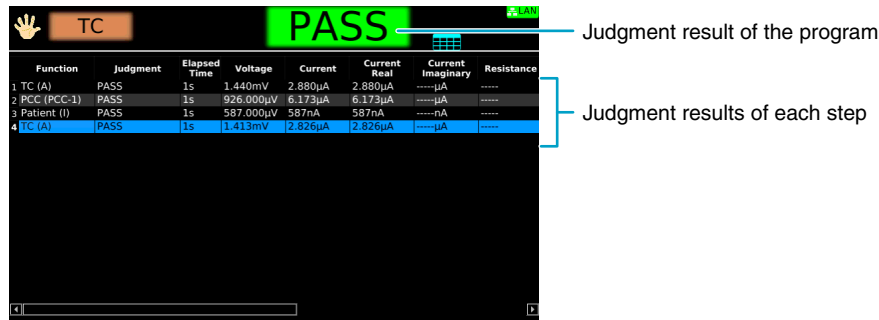 TC
PASS
LAN
Judgment result of the program
Function Judgment Elapsed Time Voltage Current Current Real Current Imaginary Resistance
1 TC (A) PASS 1s 1.440mV 2.880µA 2.880µA -----µA -----
2 PCC (PCC-1) PASS 1s 926.000µV 6.173µA 6.173µA -----µA -----
3 Patient (I) PASS 1s 587.000µV 587nA 587nA -----nA -----
4 TC (A) PASS 1s 1.413mV 2.826µA 2.826µA -----µA -----
Judgment results of each step